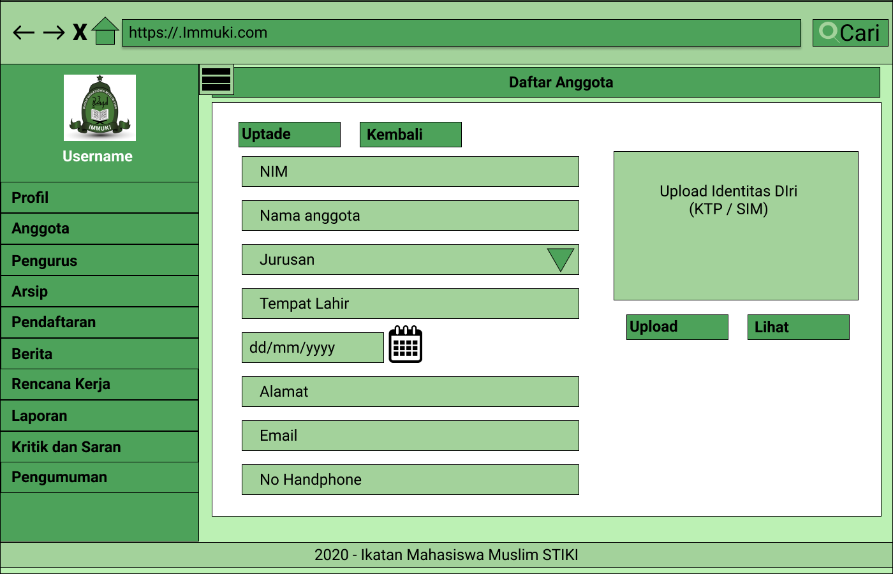 X
https://.Immuki.com
Cari
IMMUKI
Username
Profil
Anggota
Pengurus
Arsip
Pendaftaran
Berita
Rencana Kerja
Laporan
Kritik dan Saran
Pengumuman
Daftar Anggota
Uptade
Kembali
NIM
Nama anggota
Jurusan
Tempat Lahir
dd/mm/yyyy
Alamat
Email
No Handphone
Upload Identitas DIri
(KTP / SIM)
Upload
Lihat
2020 - Ikatan Mahasiswa Muslim STIKI